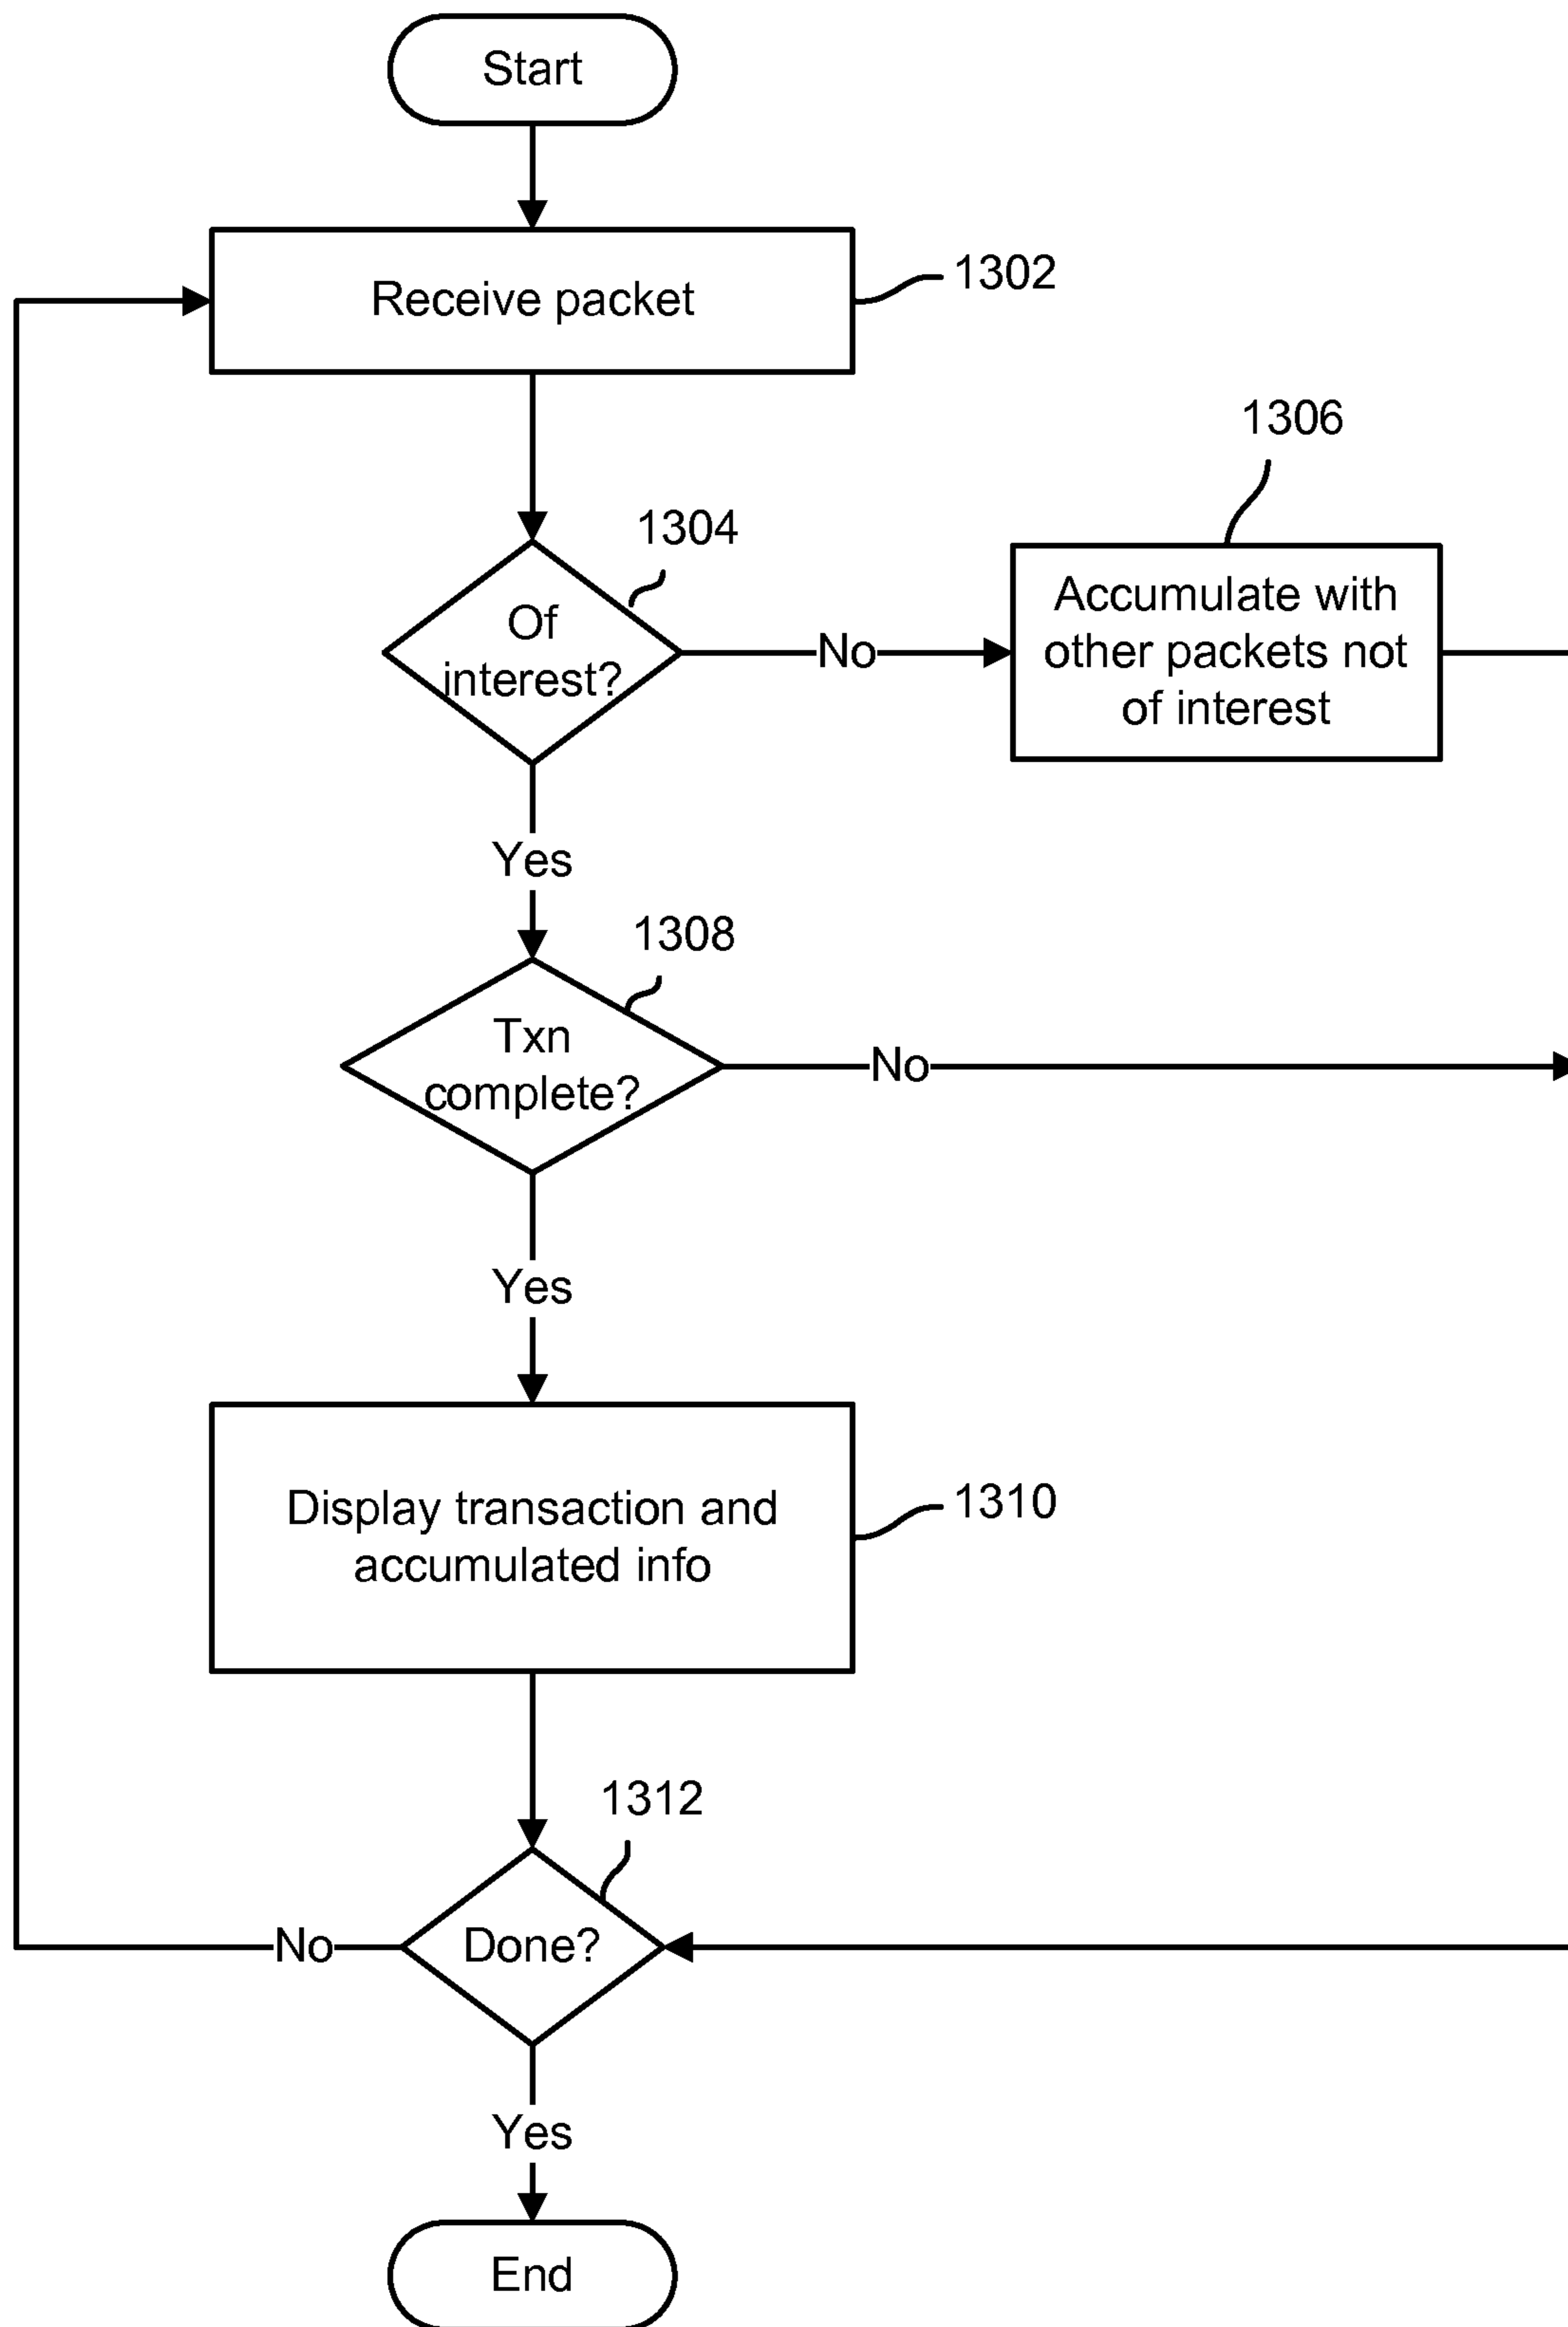 Start
Receive packet
1302
1304
Of
interest?
No
1306
Accumulate with
other packets not
of interest
Yes
1308
Txn
complete?
No
Yes
Display transaction and
accumulated info
1310
1312
Done?
No
Yes
End